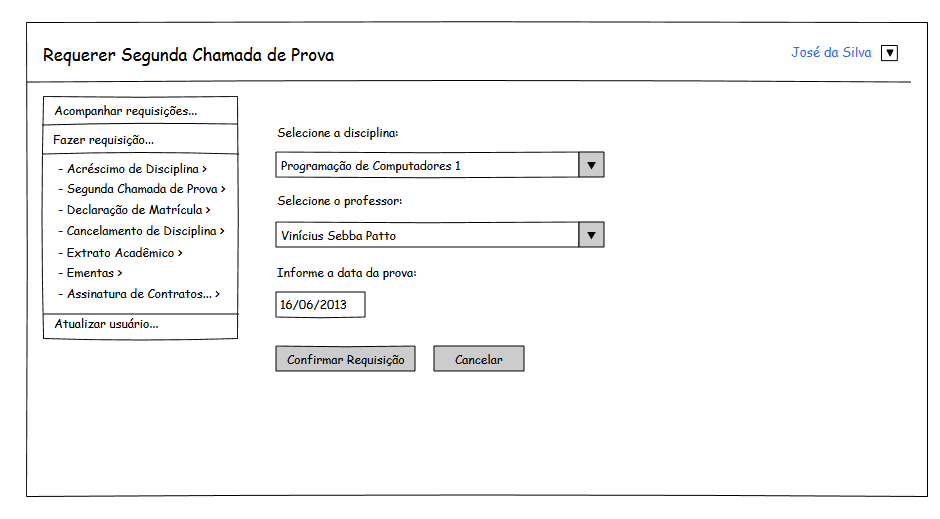 Requerer Segunda Chamada de Prova
José da Silva
Acompanhar requisições...
Fazer requisição...
- Acréscimo de Disciplina >
- Segunda Chamada de Prova >
- Declaração de Matrícula >
- Cancelamento de Disciplina >
- Extrato Acadêmico >
- Ementas >
- Assinatura de Contratos... >
Atualizar usuário...
Selecione a disciplina:
Programação de Computadores 1
Selecione o professor:
Vinícius Sebba Patto
Informe a data da prova:
16/06/2013
Confirmar Requisição
Cancelar